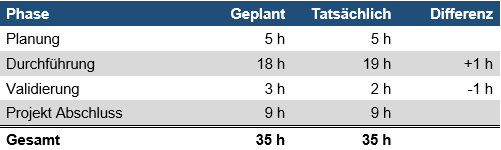 Phase Geplant Tatsächlich Differenz
Planung 5 h 5 h
Durchführung 18 h 19 h +1 h
Validierung 3 h 2 h -1 h
Projekt Abschluss 9 h 9 h
Gesamt 35 h 35 h